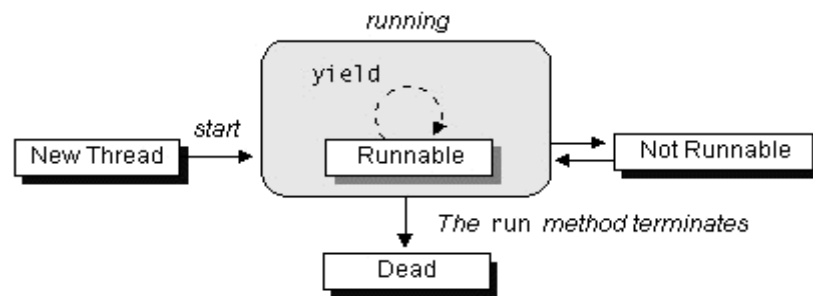 running
yield
start
New Thread
Runnable
Not Runnable
The run method terminates
Dead